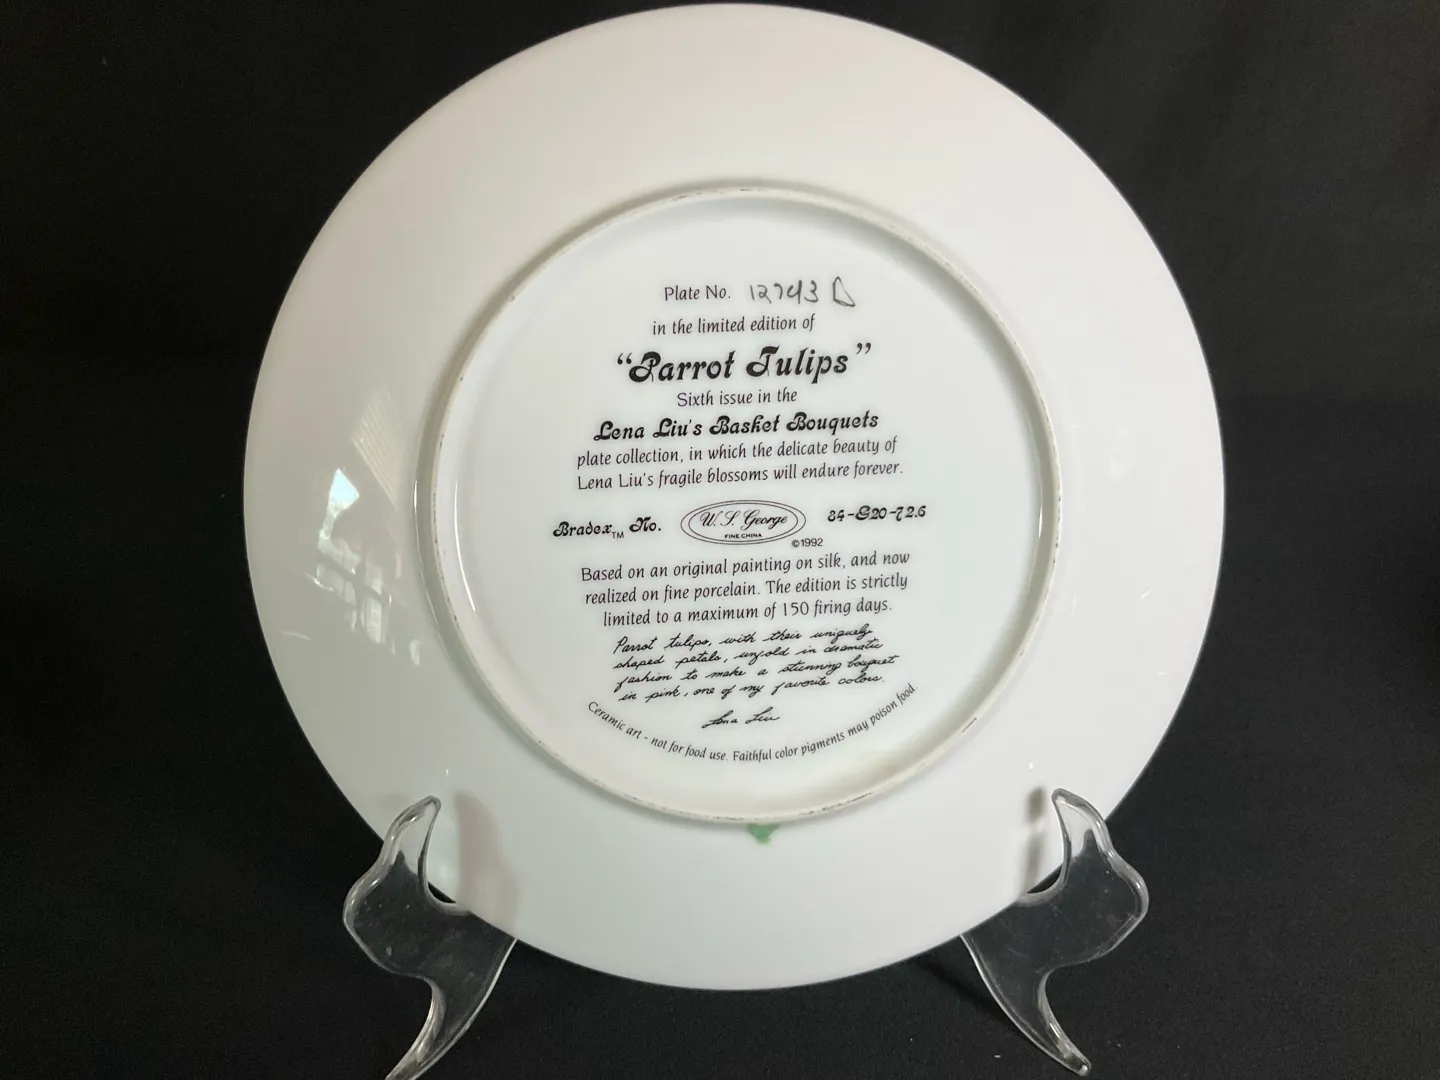 Plate No. 12743 D
in the limited edition of
“Parrot Tulips”
Sixth issue in the
Lena Liu's Basket Bouquets
plate collection, in which the delicate beauty of
Lena Liu's fragile blossoms will endure forever.
Bradex™ No. W. S. George 84-G20-72.6
FINE CHINA
©1992
Based on an original painting on silk, and now
realized on fine porcelain. The edition is strictly
limited to a maximum of 150 firing days.
Parrot tulips, with their uniquely
shaped petals, unfold in dramatic
fashion to make a stunning bouquet
in pink, one of my favorite colors.
Lena Liu
Ceramic art - not for food use. Faithful color pigments may poison food.